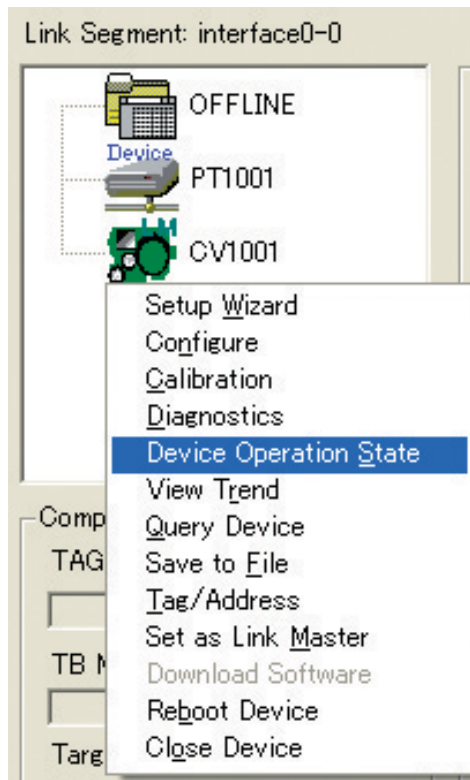 Link Segment: interface0-0
OFFLINE
Device
PT1001
LM
CV1001
Setup Wizard
Configure
Calibration
Diagnostics
Device Operation State
View Trend
Query Device
Save to File
Tag/Address
Set as Link Master
Download Software
Reboot Device
Close Device
Comp
TAG
TB
Targ